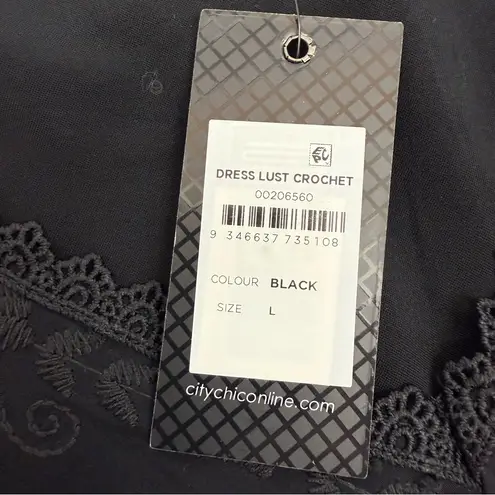 DRESS LUST CROCHET
00206560
9 346637 735108
COLOUR BLACK
SIZE L
citychiconline.com